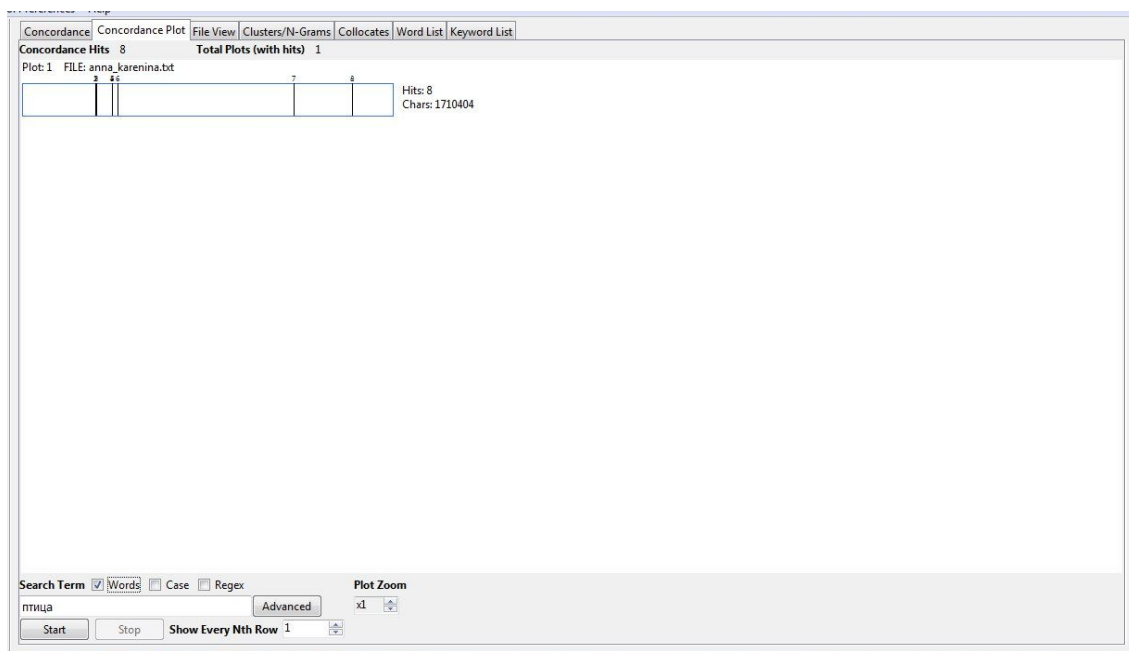 Concordance Concordance Plot File View Clusters/N-Grams Collocates Word List Keyword List
Concordance Hits 8 Total Plots (with hits) 1
Plot: 1 FILE: anna_karenina.txt
6 7 8
Hits: 8
Chars: 1710404
Search Term Words Case Regex Plot Zoom
птица Advanced x1
Start Stop Show Every Nth Row 1